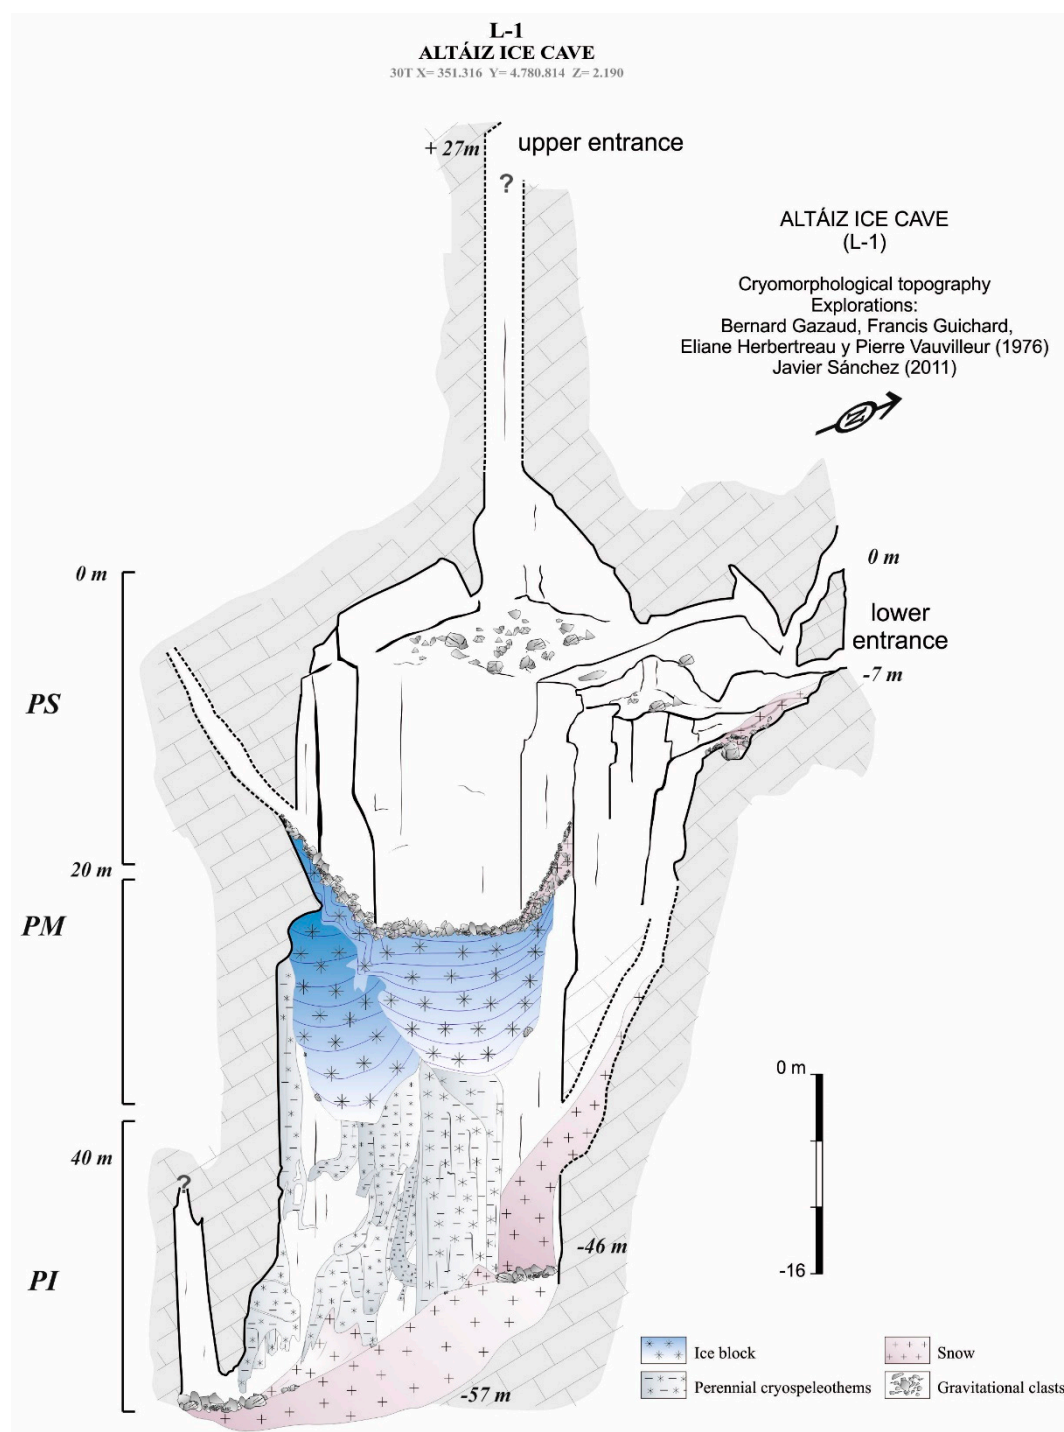 L-1
ALTÁIZ ICE CAVE
30T X= 351.316 Y= 4.780.814 Z= 2.190
+ 27m
upper entrance
?
ALTÁIZ ICE CAVE
(L-1)
Cryomorphological topography
Explorations:
Bernard Gazaud, Francis Guichard,
Eliane Herbertreau y Pierre Vauvilleur (1976)
Javier Sánchez (2011)
N
0 m
0 m
lower
entrance
-7 m
PS
20 m
PM
0 m
40 m
?
-46 m
-16
PI
-57 m
Ice block
Snow
Perennial cryospeleothems
Gravitational clasts